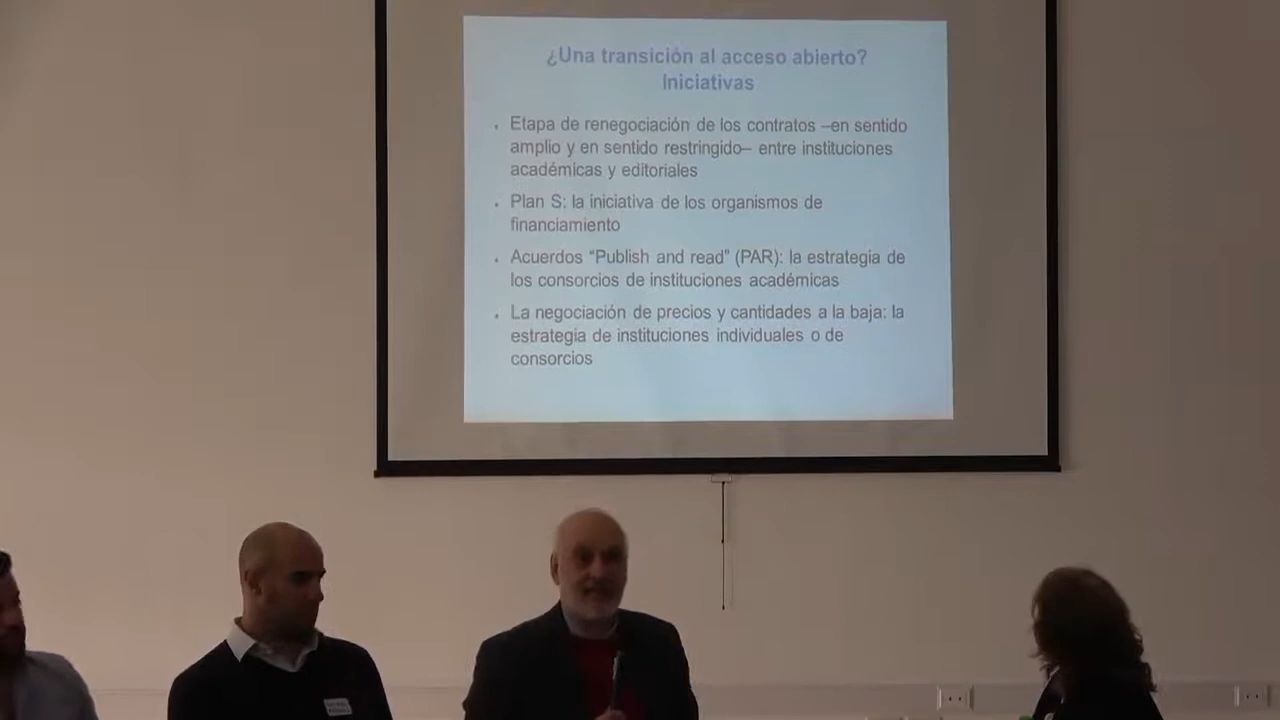 ¿Una transición al acceso abierto?
Iniciativas
• Etapa de renegociación de los contratos –en sentido
amplio y en sentido restringido– entre instituciones
académicas y editoriales
• Plan S: la iniciativa de los organismos de
financiamiento
• Acuerdos “Publish and read” (PAR): la estrategia de
los consorcios de instituciones académicas
• La negociación de precios y cantidades a la baja: la
estrategia de instituciones individuales o de
consorcios